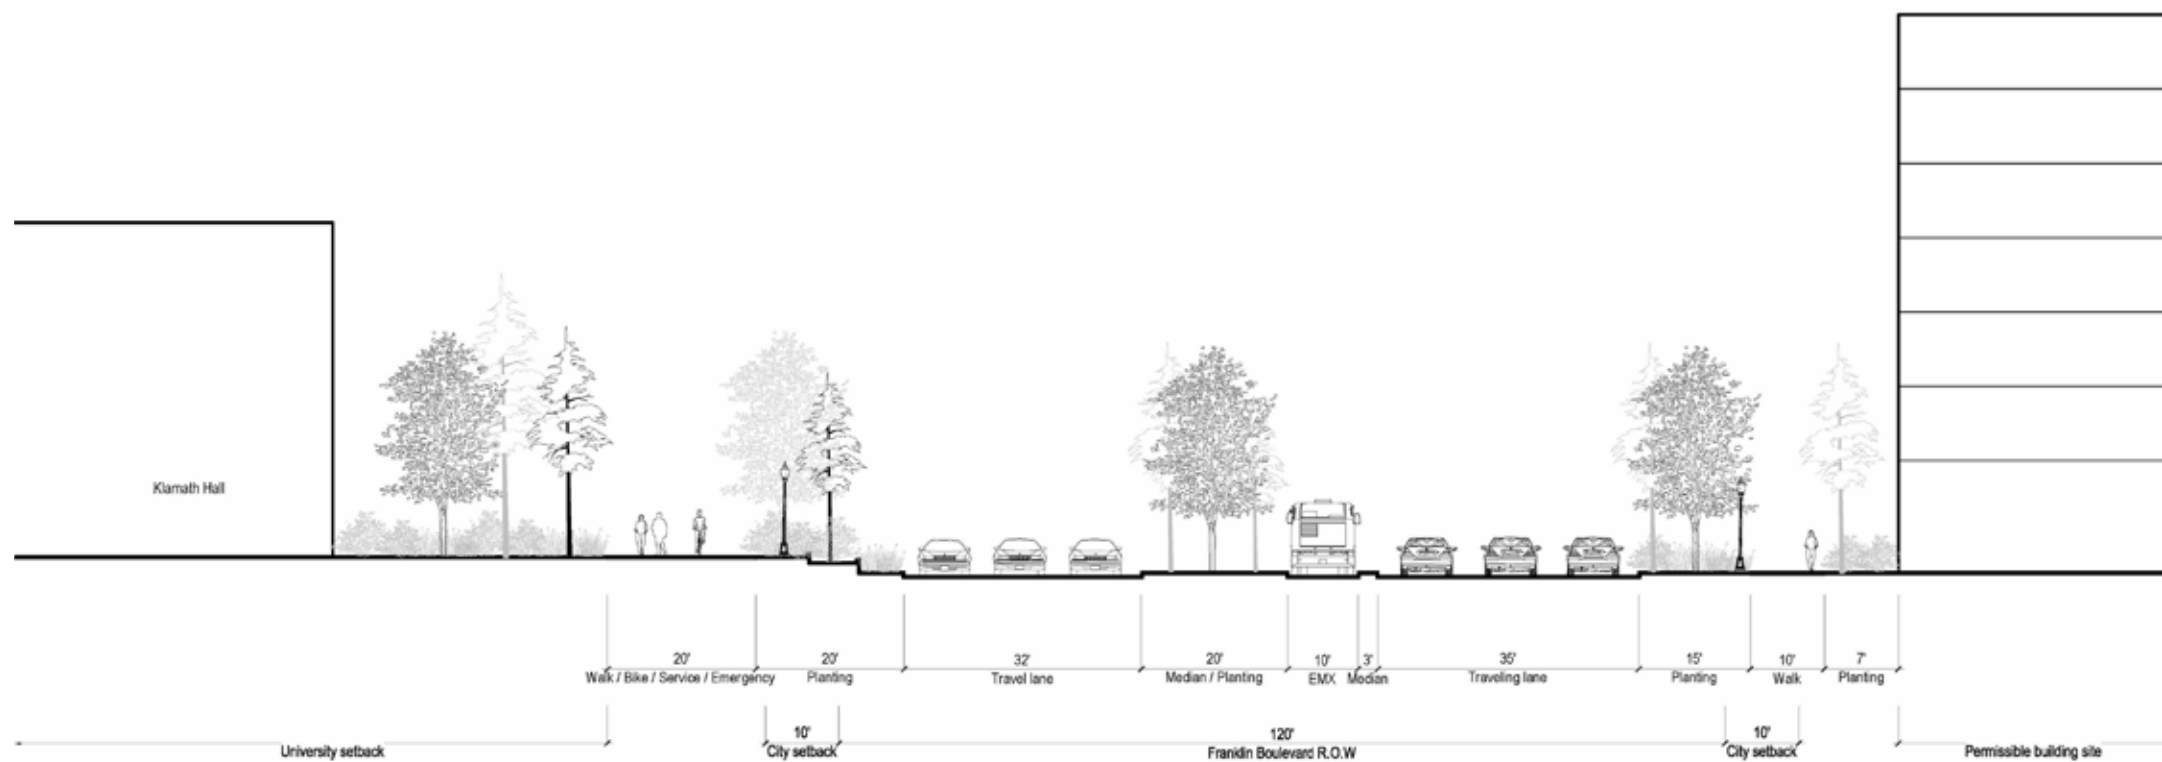 Klamath Hall
20' 20' 32' 20' 10' 3' 35' 15' 10' 7'
Walk / Bike / Service / Emergency Planting Travel lane Median / Planting EMX Median Traveling lane Planting Walk Planting
10' 120' 10'
University setback City setback Franklin Boulevard R.O.W City setback Permissible building site